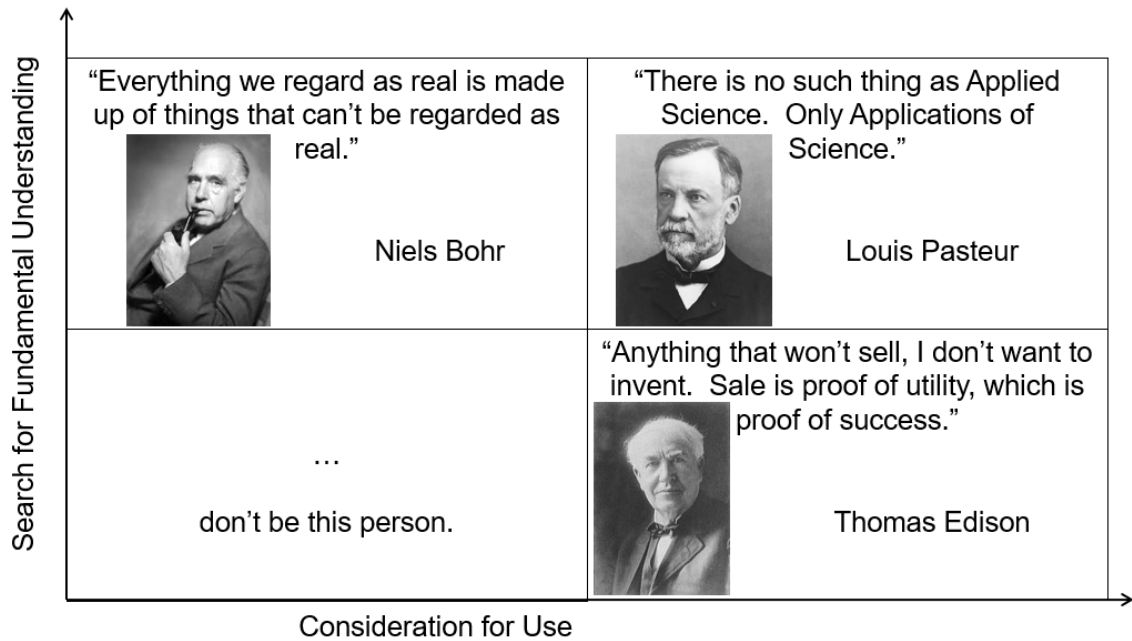 Search for Fundamental Understanding
“Everything we regard as real is made
up of things that can’t be regarded as
real.”
Niels Bohr
“There is no such thing as Applied
Science.  Only Applications of
Science.”
Louis Pasteur
…
don’t be this person.
“Anything that won’t sell, I don’t want to
invent.  Sale is proof of utility, which is
proof of success.”
Thomas Edison
Consideration for Use